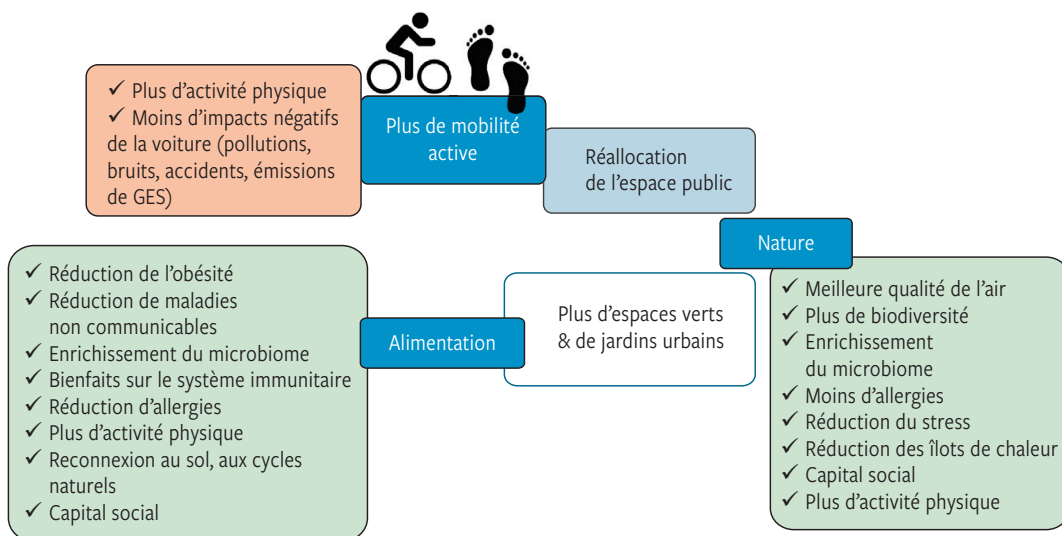 ✓ Plus d'activité physique
✓ Moins d'impacts négatifs
de la voiture (pollutions,
bruits, accidents, émissions
de GES)
Plus de mobilité
active
Réallocation
de l'espace public
Nature
✓ Réduction de l'obésité
✓ Réduction de maladies
non communicables
✓ Enrichissement du microbiome
✓ Bienfaits sur le système immunitaire
✓ Réduction d'allergies
✓ Plus d'activité physique
✓ Reconnexion au sol, aux cycles
naturels
✓ Capital social
Alimentation
Plus d'espaces verts
& de jardins urbains
✓ Meilleure qualité de l'air
✓ Plus de biodiversité
✓ Enrichissement
du microbiome
✓ Moins d'allergies
✓ Réduction du stress
✓ Réduction des îlots de chaleur
✓ Capital social
✓ Plus d'activité physique